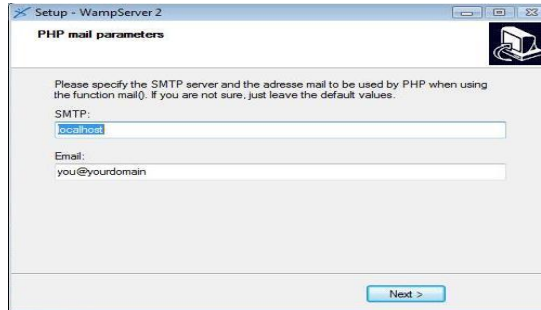 Setup - WampServer 2
PHP mail parameters
Please specify the SMTP server and the adresse mail to be used by PHP when using
the function mail(). If you are not sure, just leave the default values.
SMTP:
localhost
Email:
you@yourdomain
Next >